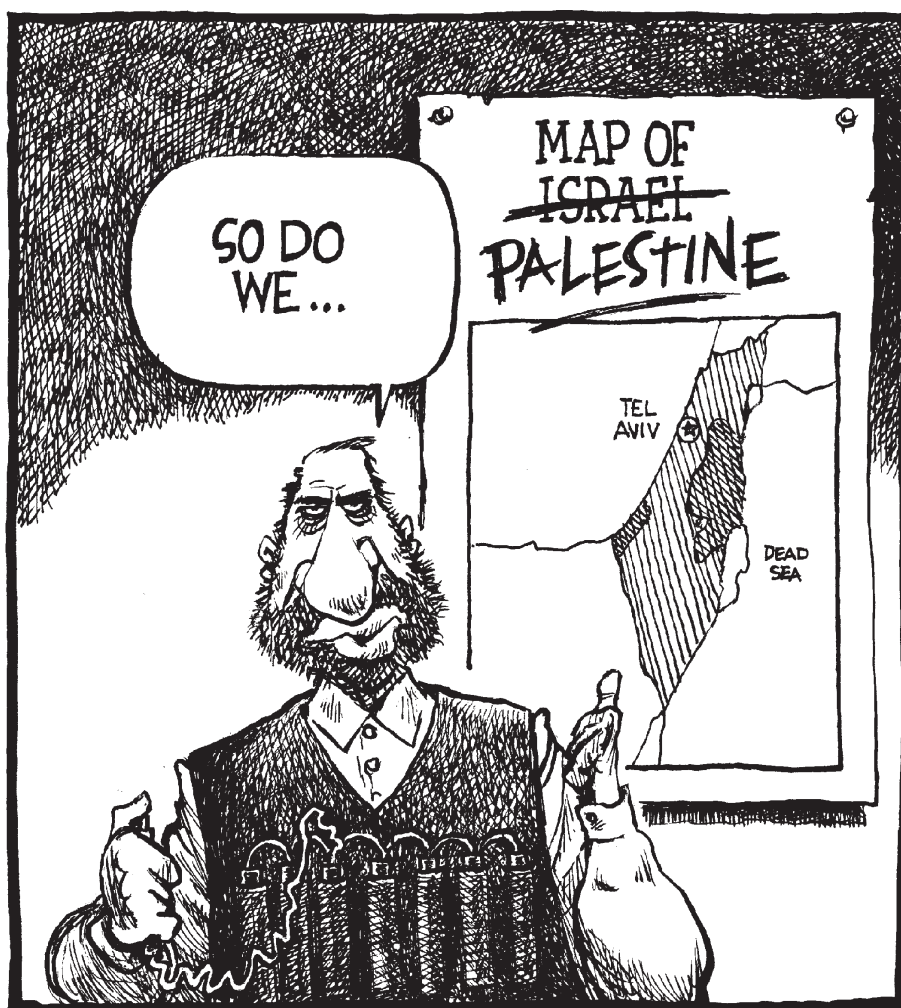 MAP OF
ISRAEL
PALESTINE
SO DO
WE...
TEL
AVIV
DEAD
SEA